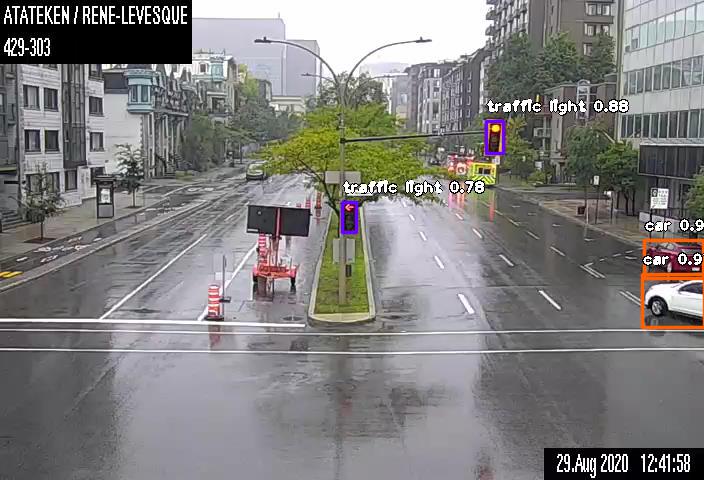 ATATEKEN / RENE-LEVESQUE
429-303
traffic light 0.88
traffic light 0.78
car 0.9
car 0.9
29.Aug 2020 12:41:58